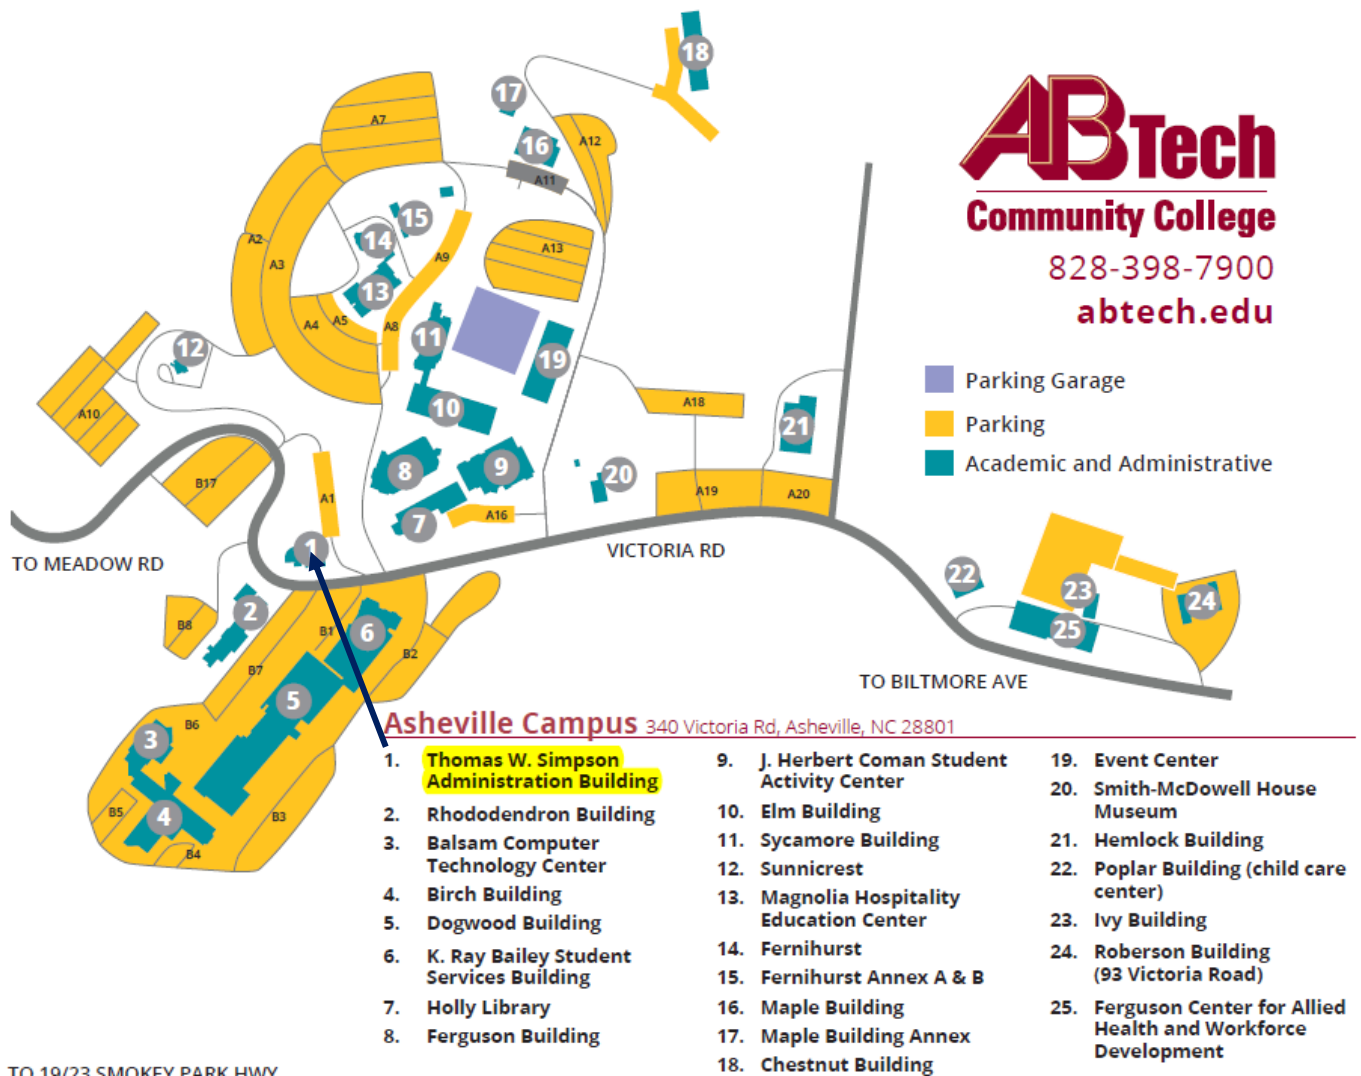 18
17
A7
16
A12
A11
15
14
A2
A3
A13
A9
13
A4
A5
A8
11
12
19
10
A10
A18
21
8
9
20
B17
A1
A19
A20
7
A16
1
VICTORIA RD
TO MEADOW RD
22
23
24
2
B8
B1
6
25
B2
B7
5
TO BILTMORE AVE
B6
3
B5
4
B3
B4
AB Tech
Community College
828-398-7900
abtech.edu
Parking Garage
Parking
Academic and Administrative
Asheville Campus 340 Victoria Rd, Asheville, NC 28801
1. Thomas W. Simpson
Administration Building
2. Rhododendron Building
3. Balsam Computer
Technology Center
4. Birch Building
5. Dogwood Building
6. K. Ray Bailey Student
Services Building
7. Holly Library
8. Ferguson Building
9. J. Herbert Coman Student
Activity Center
10. Elm Building
11. Sycamore Building
12. Sunnicrest
13. Magnolia Hospitality
Education Center
14. Fernihurst
15. Fernihurst Annex A & B
16. Maple Building
17. Maple Building Annex
18. Chestnut Building
19. Event Center
20. Smith-McDowell House
Museum
21. Hemlock Building
22. Poplar Building (child care
center)
23. Ivy Building
24. Roberson Building
(93 Victoria Road)
25. Ferguson Center for Allied
Health and Workforce
Development
TO 19/23 SMOKEY PARK HWY